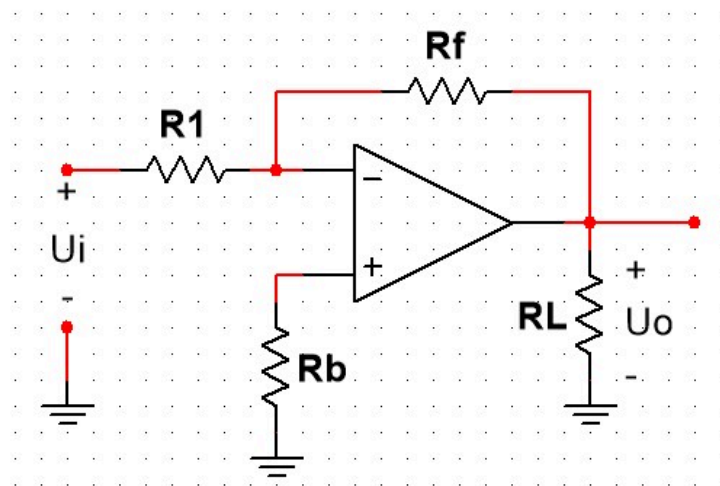 Rf
R1
+
Ui
-
−
+
Rb
RL
+
Uo
-